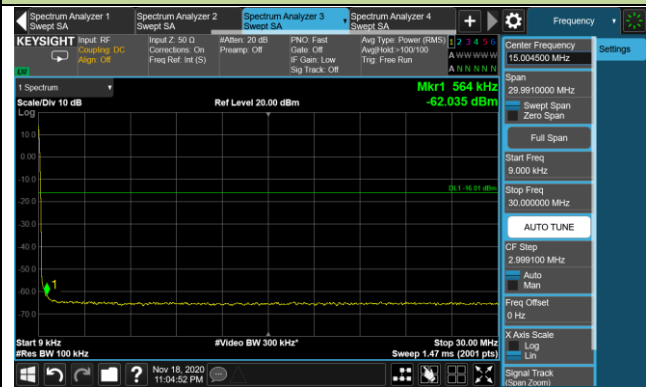 Spectrum Analyzer 1 Spectrum Analyzer 2 Spectrum Analyzer 3 Spectrum Analyzer 4
Swept SA Swept SA Swept SA Swept SA
Frequency
KEYSIGHT
LW
Input: RF
Coupling: DC
Align: Off
Input Z: 50 Ω
Corrections: On
Freq Ref: Int (S)
#Atten: 20 dB
Preamp: Off
PNO: Fast
Gate: Off
IF Gain: Low
Sig Track: Off
Avg Type: Power (RMS)
Avg|Hold:>100/100
Trig: Free Run
1 2 3 4 5 6
A W W W W W
A N N N N N
1 Spectrum
Scale/Div 10 dB
Log
Ref Level 20.00 dBm
Mkr1 564 kHz
-62.035 dBm
10.0
0.00
-10.0
DL1 -16.01 dBm
-20.0
-30.0
-40.0
-50.0
1
-60.0
-70.0
Start 9 kHz
#Res BW 100 kHz
#Video BW 300 kHz*
Stop 30.00 MHz
Sweep 1.47 ms (2001 pts)
Center Frequency
15.004500 MHz
Span
29.9910000 MHz
Swept Span
Zero Span
Full Span
Start Freq
9.000 kHz
Stop Freq
30.000000 MHz
AUTO TUNE
CF Step
2.999100 MHz
Auto
Man
Freq Offset
0 Hz
X Axis Scale
Log
Lin
Signal Track
(Span Zoom)
Settings
?
Nov 18, 2020
11:04:52 PM